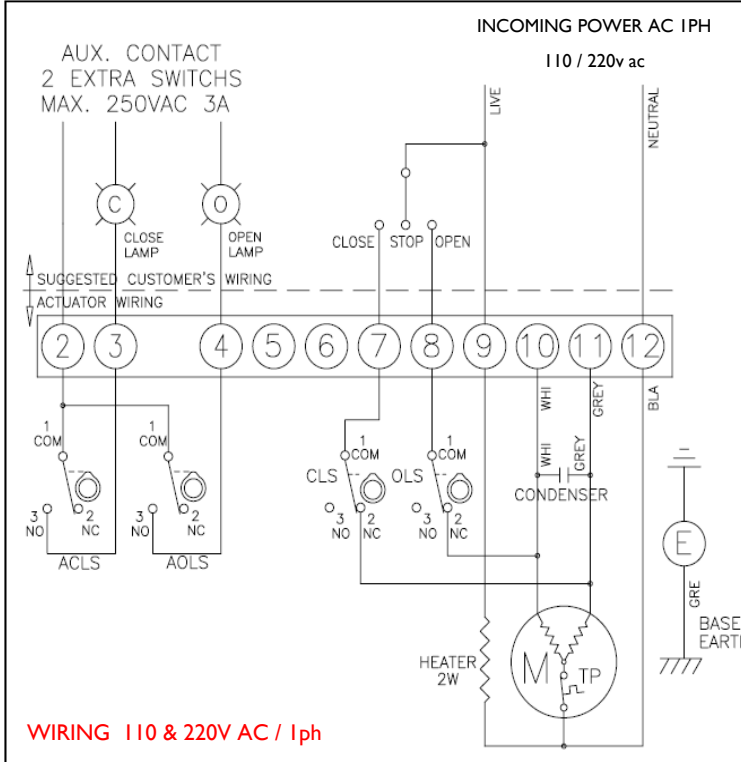 INCOMING POWER AC 1PH
110 / 220v ac
AUX. CONTACT
2 EXTRA SWITCHS
MAX. 250VAC 3A
LIVE
NEUTRAL
C
O
CLOSE
LAMP
OPEN
LAMP
CLOSE STOP OPEN
SUGGESTED CUSTOMER'S WIRING
ACTUATOR WIRING
2 3 4 5 6 7 8 9 10 11 12
WHI
GREY
BLA
1
COM
1
COM
1
COM
1
COM
WHI
GREY
CLS
OLS
CONDENSER
3
NO
2
NC
3
NO
2
NC
3
NO
2
NC
3
NO
2
NC
ACLS
AOLS
E
GRE
BASE
EARTH
HEATER
2W
M
TP
WIRING 110 & 220V AC / 1ph